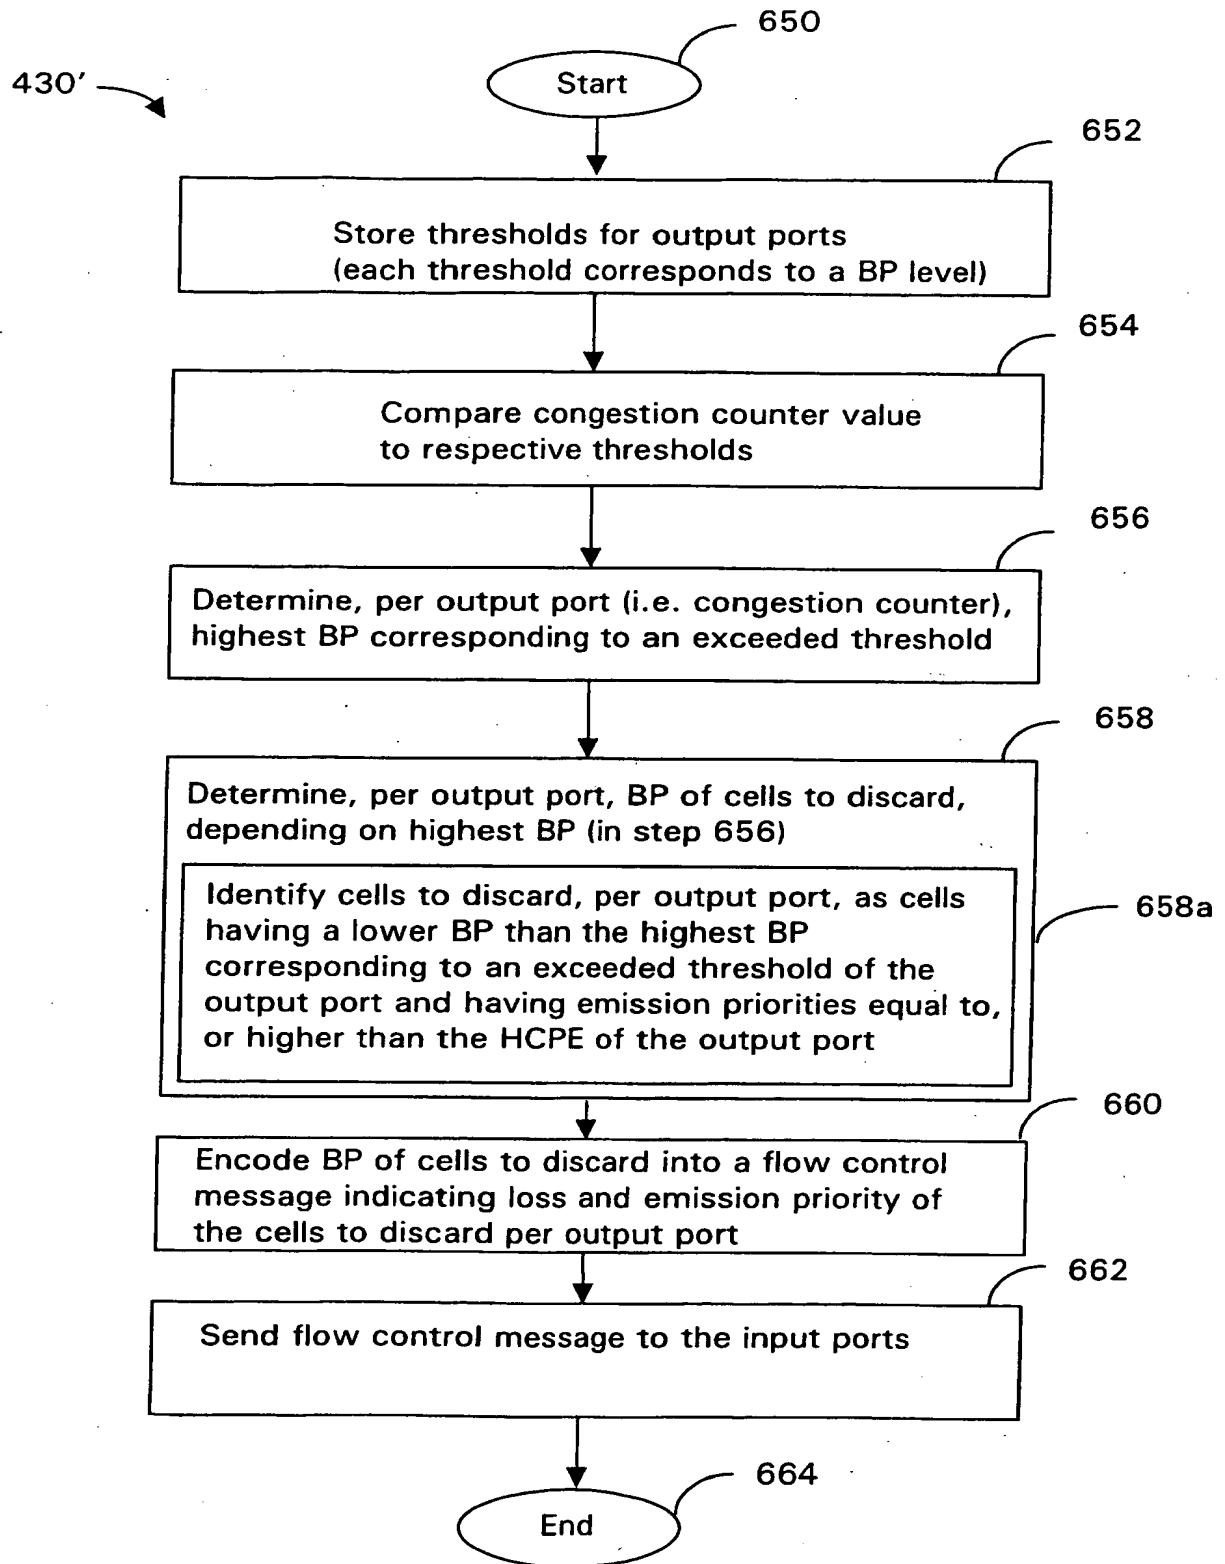 650
430'
Start
652
Store thresholds for output ports
(each threshold corresponds to a BP level)
654
Compare congestion counter value
to respective thresholds
656
Determine, per output port (i.e. congestion counter),
highest BP corresponding to an exceeded threshold
658
Determine, per output port, BP of cells to discard,
depending on highest BP (in step 656)
Identify cells to discard, per output port, as cells
having a lower BP than the highest BP
corresponding to an exceeded threshold of the
output port and having emission priorities equal to,
or higher than the HCPE of the output port
658a
660
Encode BP of cells to discard into a flow control
message indicating loss and emission priority of
the cells to discard per output port
662
Send flow control message to the input ports
664
End